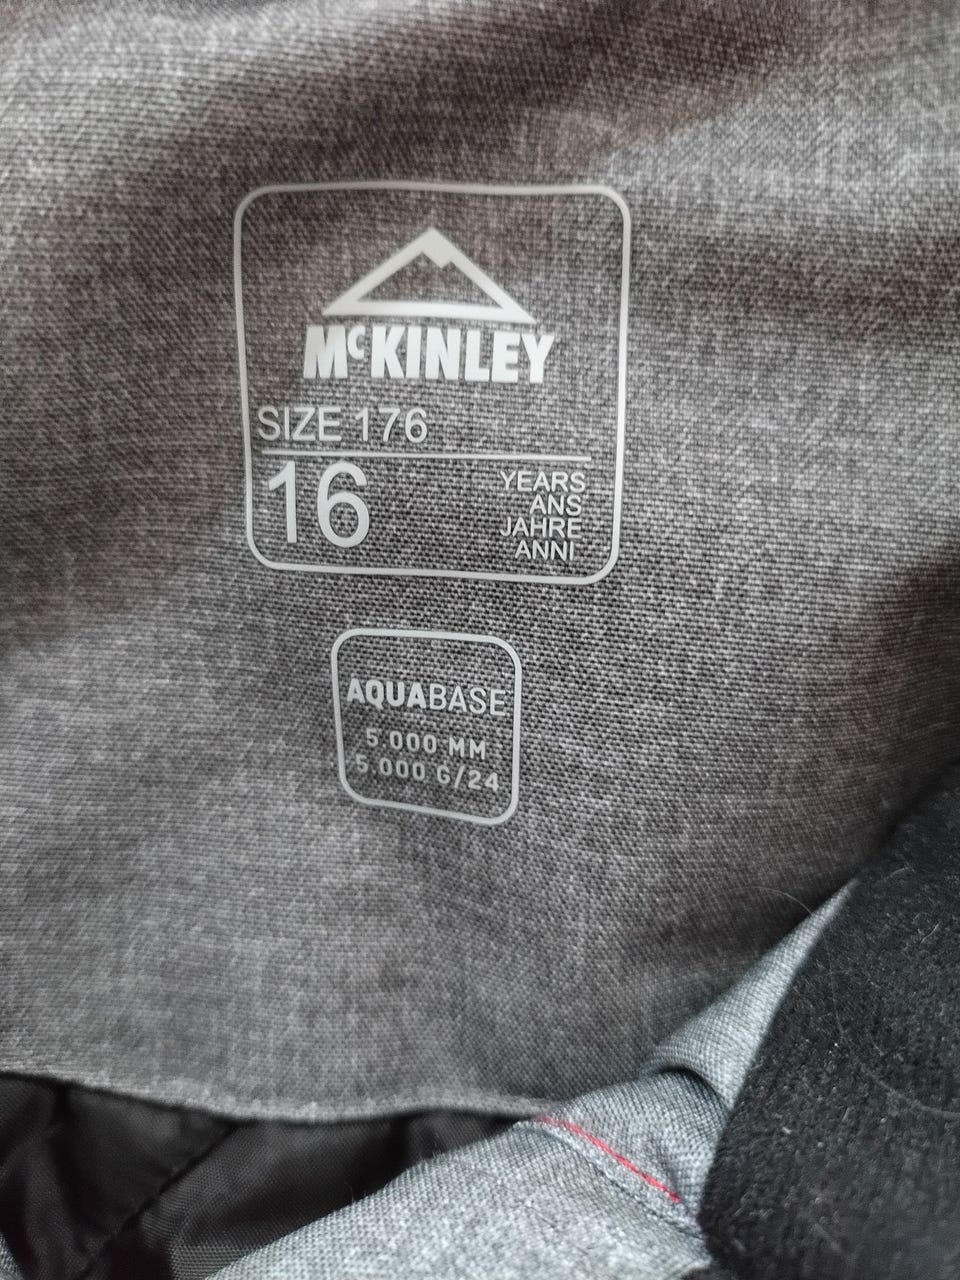 McKINLEY
SIZE 176
16
YEARS
ANS
JAHRE
ANNI
AQUABASE
5.000 MM
5.000 G/24